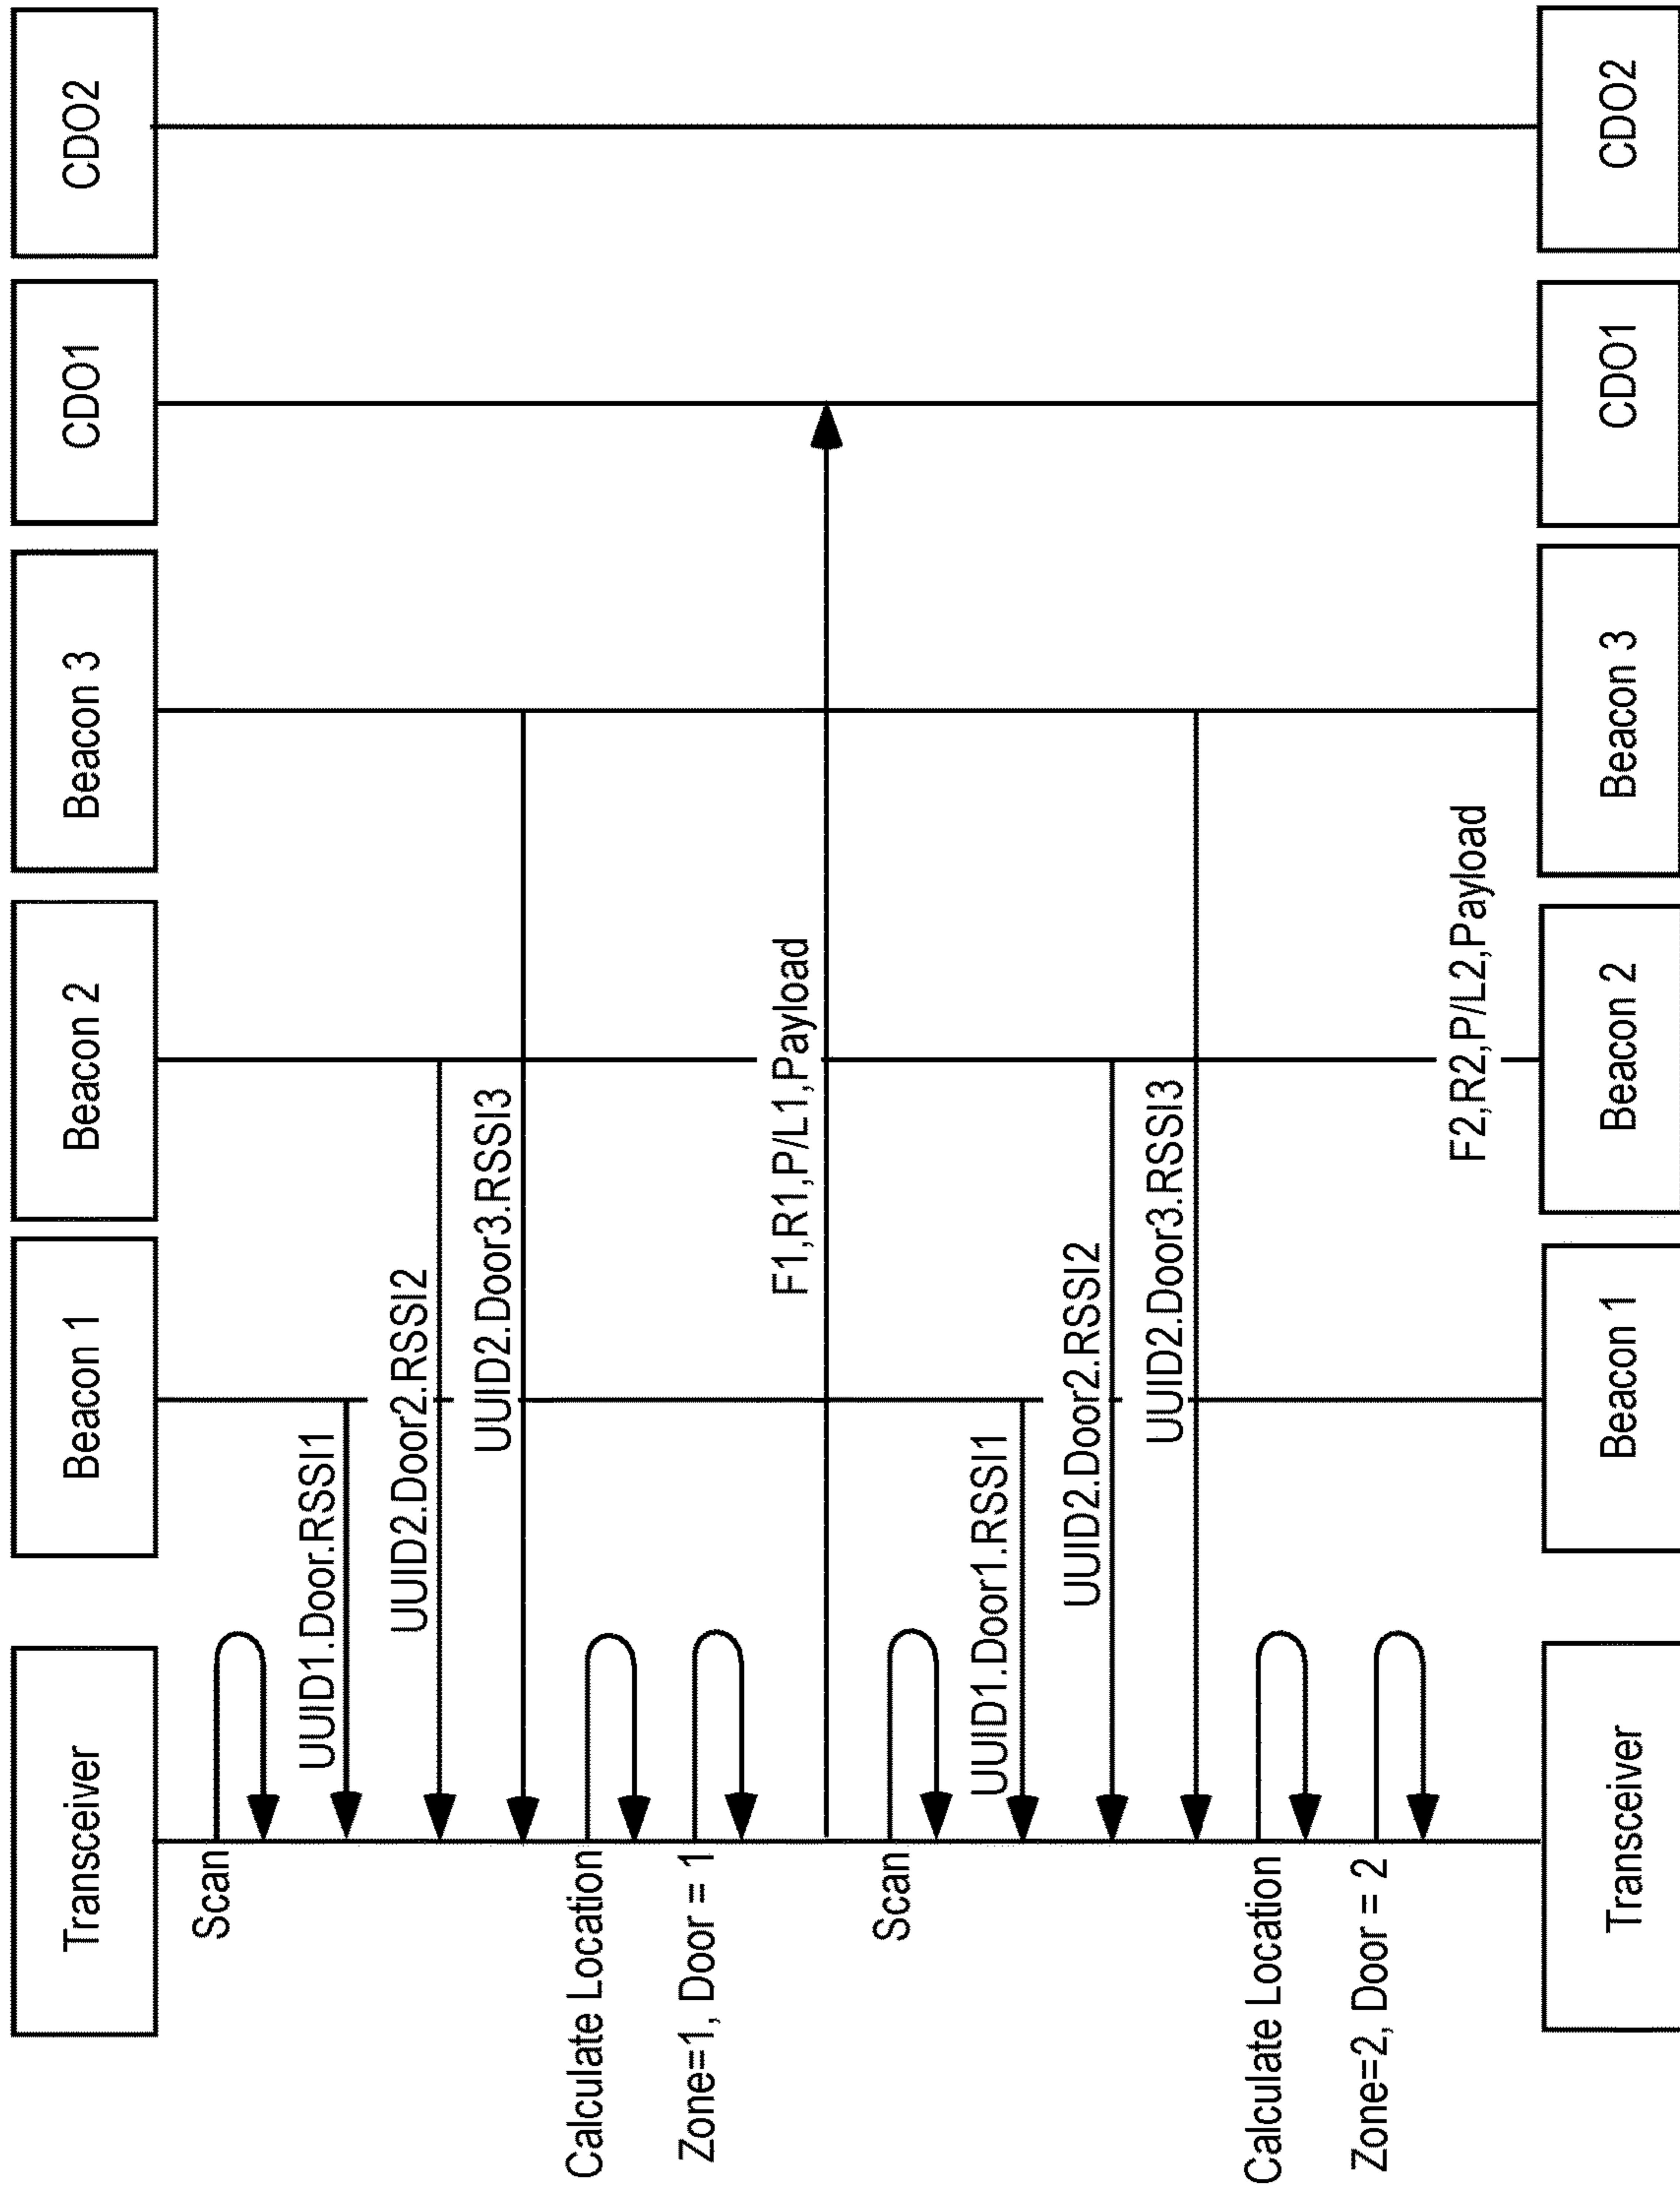 Transceiver
Beacon 1
Beacon 2
Beacon 3
CDO1
CDO2
Scan
UUID1.Door.RSSI1
UUID2.Door2.RSSI2
UUID2.Door3.RSSI3
Calculate Location
Zone=1, Door = 1
F1,R1,P/L1,Payload
Scan
UUID1.Door1.RSSI1
UUID2.Door2.RSSI2
UUID2.Door3.RSSI3
Calculate Location
Zone=2, Door = 2
F2,R2,P/L2,Payload
Transceiver
Beacon 1
Beacon 2
Beacon 3
CDO1
CDO2